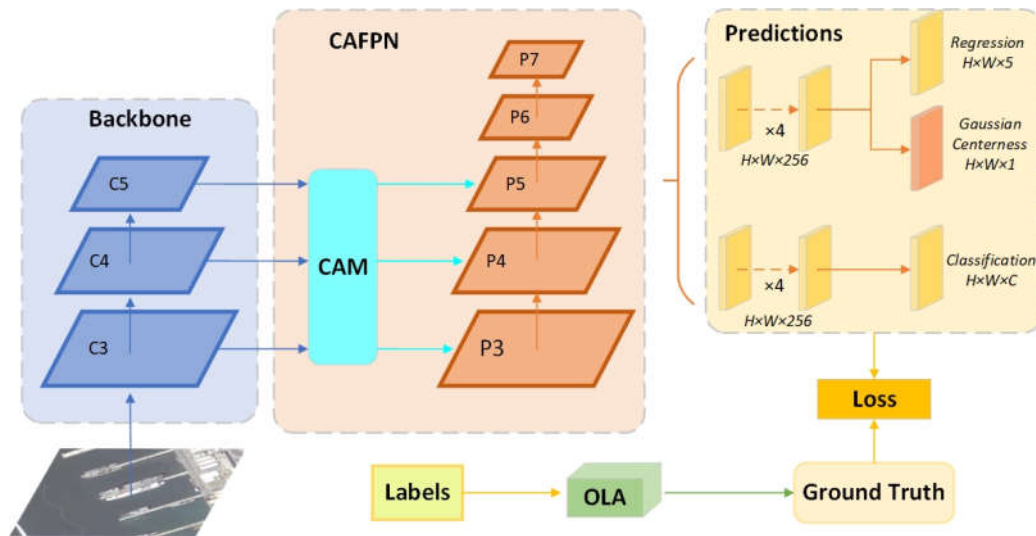 Backbone
C5
C4
C3
CAFPN
CAM
P7
P6
P5
P4
P3
Predictions
×4
H×W×256
Regression
H×W×5
Gaussian
Centerness
H×W×1
×4
H×W×256
Classification
H×W×C
Loss
Labels
OLA
Ground Truth